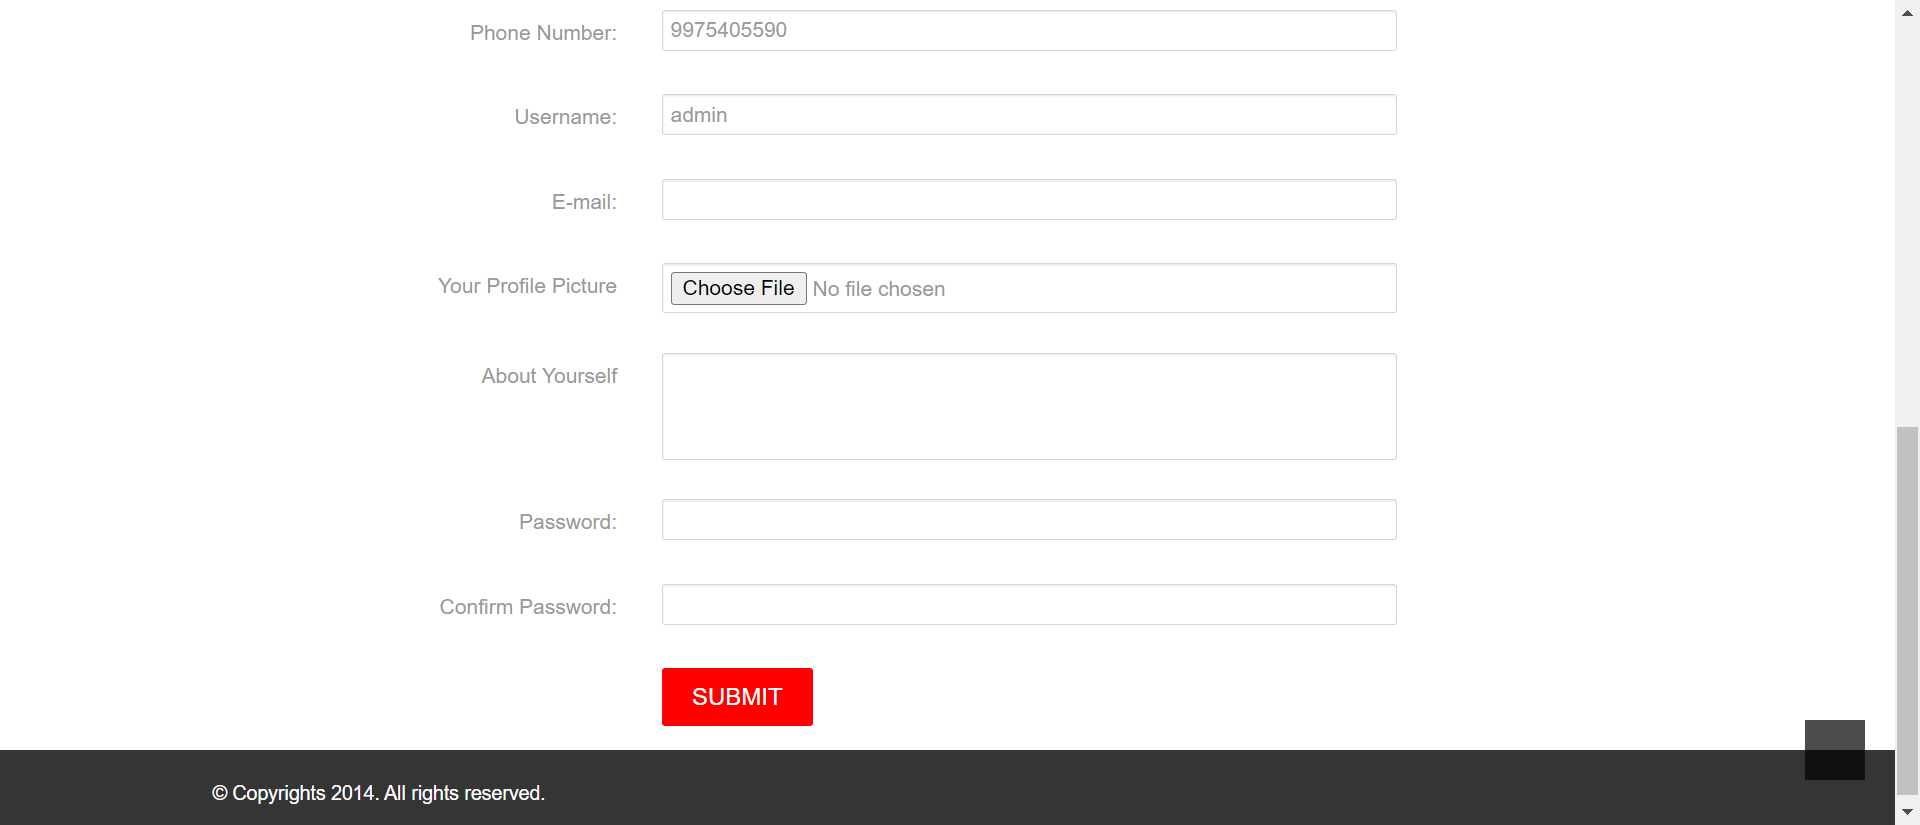 Phone Number: 9975405590
Username: admin
E-mail:
Your Profile Picture Choose File No file chosen
About Yourself
Password:
Confirm Password:
SUBMIT
© Copyrights 2014. All rights reserved.